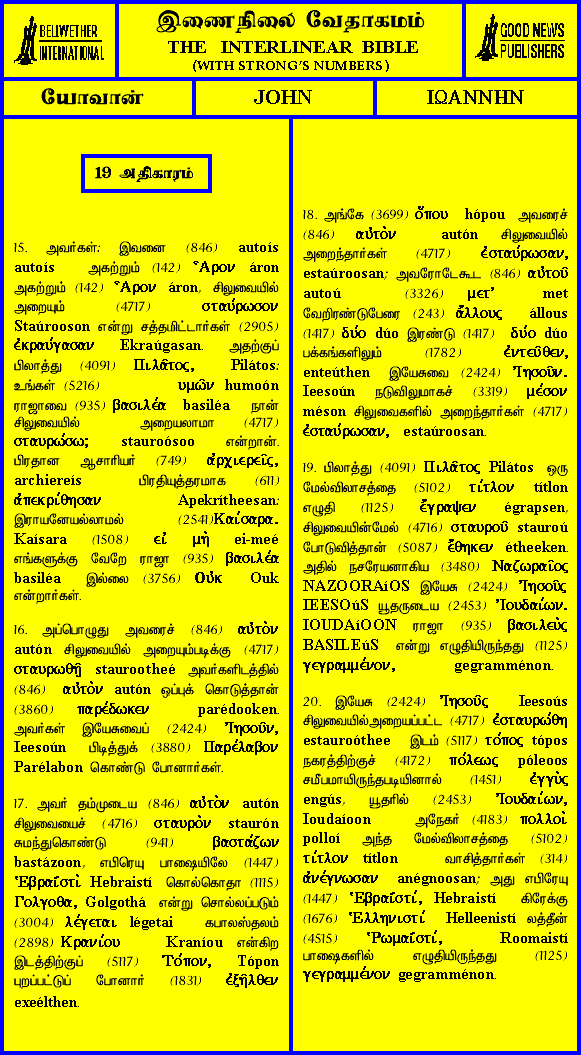 BELLWETHER
INTERNATIONAL
இணைநிலை வேதாகமம்
THE INTERLINEAR BIBLE
(WITH STRONG'S NUMBERS)
GOOD NEWS
PUBLISHERS
யோவான்
JOHN
ΙΩΑΝΝΗΝ
19 அதிகாரம்
15. அவர்கள்: இவனை (846) autoís
autoís அகற்றும் (142) Ἆρον áron
அகற்றும் (142) Ἆρον áron, சிலுவையில்
அறையும் (4717) σταύρωσον
Staúrooson என்று சத்தமிட்டார்கள் (2905)
ἐκραύγασαν Ekraúgasan. அதற்குப்
பிலாத்து (4091) Πιλᾶτος, Pilátos:
உங்கள் (5216) υμῶν humoón
ராஜாவை (935) βασιλέα basiléa நான்
சிலுவையில் அறையலாமா (4717)
σταυρώσω; stauroósoo என்றான்.
பிரதான ஆசாரியர் (749) ἀρχιερεῖς,
archiereís பிரதியுத்தரமாக (611)
ἀπεκρίθησαν Apekrítheesan:
இராயனேயல்லாமல் (2541)Καίσαρα.
Kaísara (1508) εἰ μὴ ei-meé
எங்களுக்கு வேறே ராஜா (935) βασιλέα
basiléa இல்லை (3756) Οὐκ Ouk
என்றார்கள்.
16. அப்பொழுது அவரைச் (846) αὐτὸν
autón சிலுவையில் அறையும்படிக்கு (4717)
σταυρωθῇ staurootheé அவர்களிடத்தில்
(846) αὐτὸν autón ஒப்புக் கொடுத்தான்
(3860) παρέδωκεν parédooken.
அவர்கள் இயேசுவைப் (2424) Ἰησοῦν,
Ieesoún பிடித்துக் (3880) Παρέλαβον
Parélabon கொண்டு போனார்கள்.
17. அவர் தம்முடைய (846) αὐτὸν autón
சிலுவையைச் (4716) σταυρὸν staurón
சுமந்துகொண்டு (941) βαστάζων
bastázoon, எபிரெயு பாஷையிலே (1447)
Ἑβραΐστὶ Hebraistí கொல்கொதா (1115)
Γολγοθα, Golgothá என்று சொல்லப்படும்
(3004) λέγεται légetai கபாலஸ்தலம்
(2898) Κρανίου Kraníou என்கிற
இடத்திற்குப் (5117) Τόπον, Tópon
புறப்பட்டுப் போனார் (1831) ἐξῆλθεν
exeélthen.
18. அங்கே (3699) ὅπου hópou அவரைச்
(846) αὐτὸν autón சிலுவையில்
அறைந்தார்கள் (4717) ἐσταύρωσαν,
estaúroosan; அவரோடேகூட (846) αὐτοῦ
autoú (3326) μετ' met
வேறிரண்டுபேரை (243) ἄλλους állous
(1417) δύο dúo இரண்டு (1417) δύο dúo
பக்கங்களிலும் (1782) ἐντεῦθεν,
enteúthen இயேசுவை (2424) Ἰησοῦν.
Ieesoún நடுவிலுமாகச் (3319) μέσον
méson சிலுவைகளில் அறைந்தார்கள் (4717)
ἐσταύρωσαν, estaúroosan.
19. பிலாத்து (4091) Πιλᾶτος Pilátos ஒரு
மேல்விலாசத்தை (5102) τίτλον títlon
எழுதி (1125) ἔγραψεν égrapsen,
சிலுவையின்மேல் (4716) σταυροῦ stauroú
போடுவித்தான் (5087) ἔθηκεν étheeken.
அதில் நசரேயனாகிய (3480) Ναζωραῖος
NAZOORAíOS இயேசு (2424) Ἰησοῦς
IEESOúS யூதருடைய (2453) Ἰουδαίων.
IOUDAíOON ராஜா (935) βασιλεὺς
BASILEúS என்று எழுதியிருந்தது (1125)
γεγραμμένον, gegramménon.
20. இயேசு (2424) Ἰησοῦς Ieesoús
சிலுவையில்அறையப்பட்ட (4717) ἐσταυρώθη
estauroóthee இடம் (5117) τόπος tópos
நகரத்திற்குச் (4172) πόλεως póleoos
சமீபமாயிருந்தபடியினால் (1451) ἐγγὺς
engús, யூதரில் (2453) Ἰουδαίων,
Ioudaíoon அநேகர் (4183) πολλοὶ
polloí அந்த மேல்விலாசத்தை (5102)
τίτλον títlon வாசித்தார்கள் (314)
ἀνέγνωσαν anégnoosan; அது எபிரேயு
(1447) Ἑβραΐστί, Hebraistí கிரேக்கு
(1676) Ἑλληνιστί Helleenistí லத்தீன்
(4515) Ῥωμαΐστί, Roomaistí
பாஷைகளில் எழுதியிருந்தது (1125)
γεγραμμένον gegramménon.